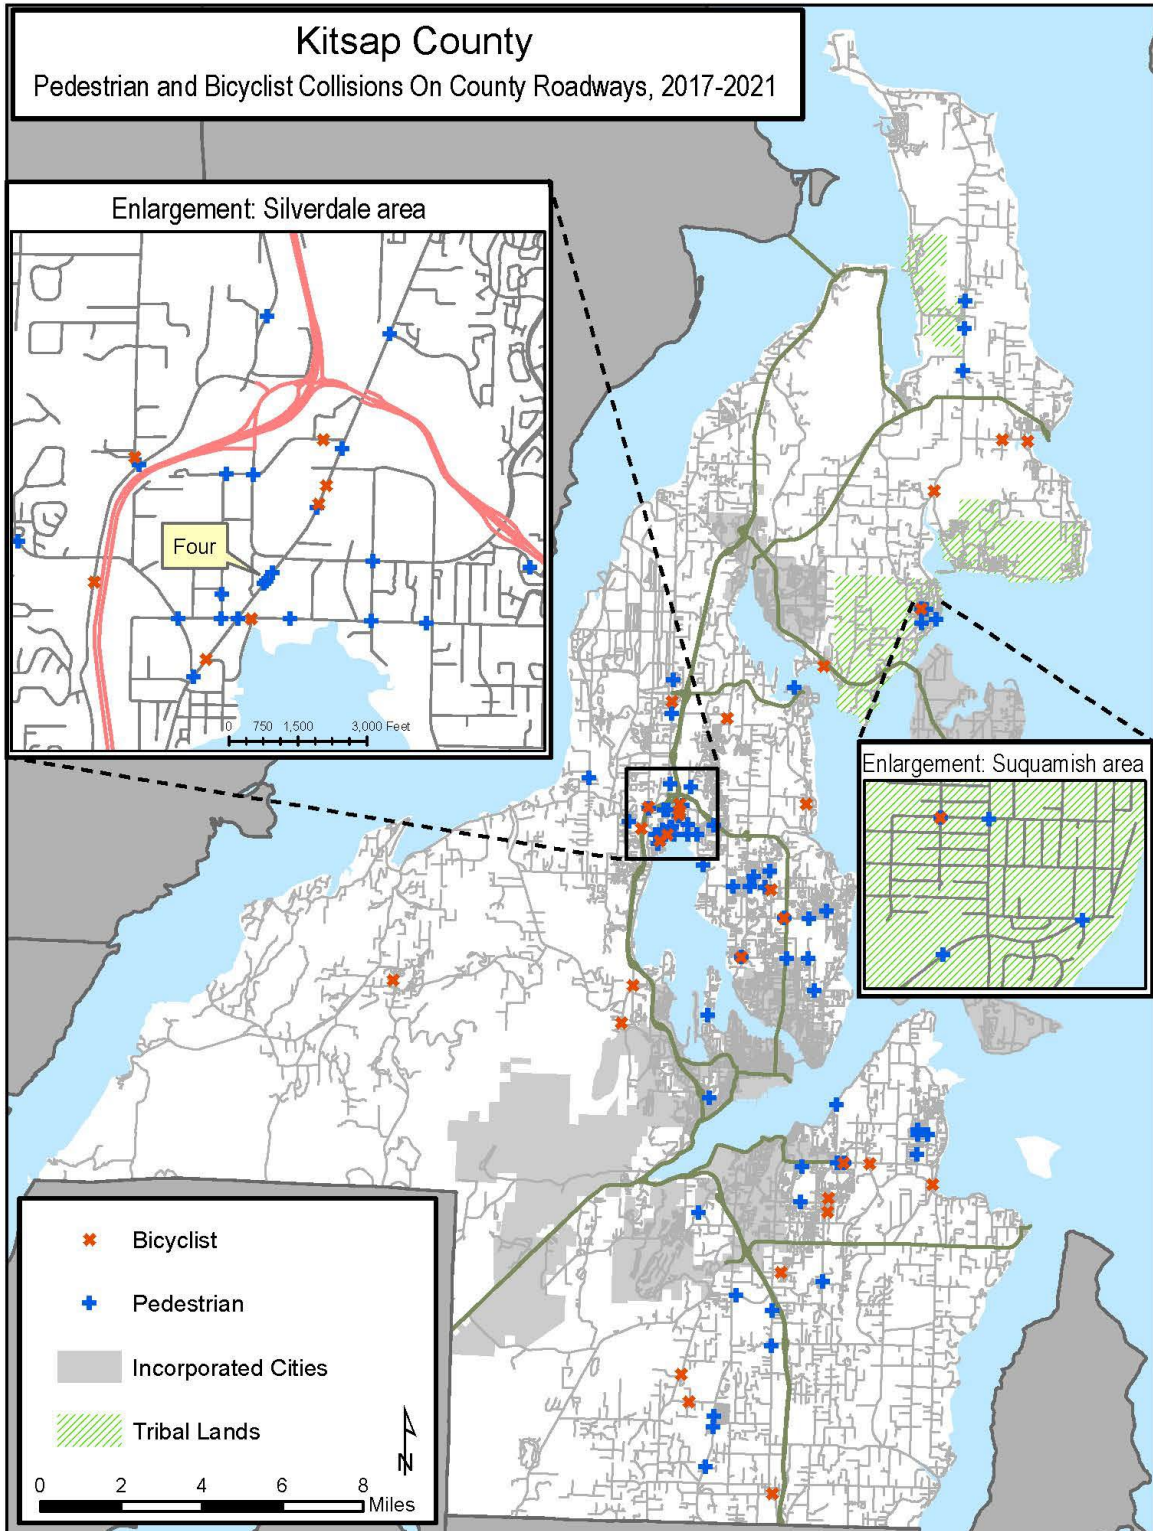 Kitsap County
Pedestrian and Bicyclist Collisions On County Roadways, 2017-2021
Enlargement: Silverdale area
Four
0 750 1,500 3,000 Feet
Enlargement: Suquamish area
Bicyclist
Pedestrian
Incorporated Cities
Tribal Lands
N
0 2 4 6 8
Miles